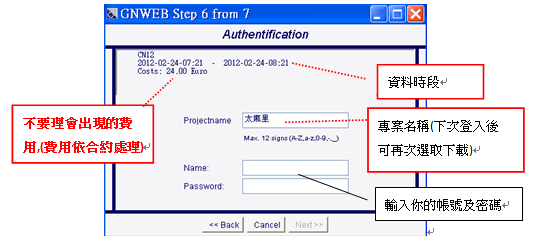 GNWEB Step 6 from 7
Authentification
CN12
2012-02-24-07:21 - 2012-02-24-08:21
Costs: 24.00 Euro
資料時段
不要理會出現的費
用,(費用依合約處理)
Projectname 太麻里
Max. 12 signs (A-Z,a-z,0-9,-,_)
專案名稱(下次登入後
可再次選取下載)
Name:
Password:
輸入你的帳號及密碼
<< Back Cancel Next >>